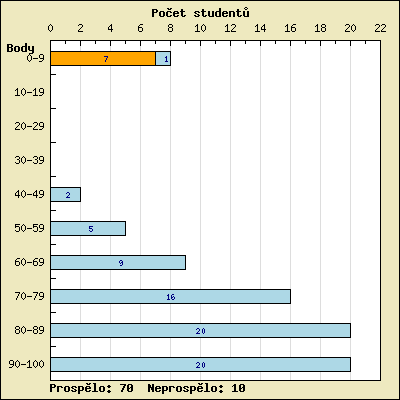 Počet studentů
0 2 4 6 8 10 12 14 16 18 20 22
Body
0-9 7 1
10-19
20-29
30-39
40-49 2
50-59 5
60-69 9
70-79 16
80-89 20
90-100 20
Prospělo: 70 Neprospělo: 10